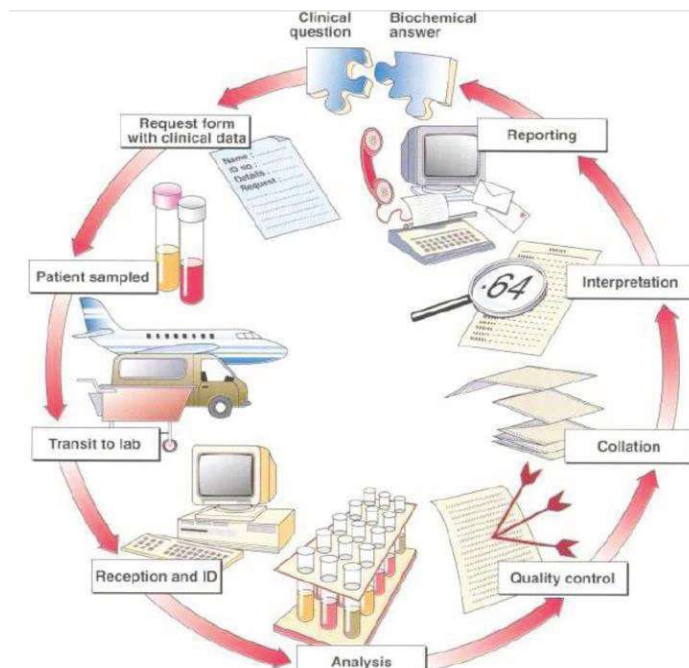 Clinical question
Biochemical answer
Request form
with clinical data
Name :
ID no. :
Details :
Request :
Reporting
Patient sampled
.64
Interpretation
Transit to lab
Collation
Reception and ID
Quality control
Analysis